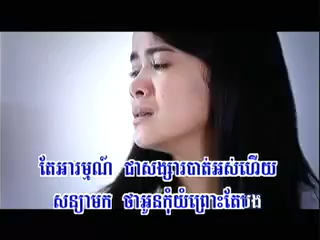 តែអារម្មណ៍ ជាសង្សារបាត់អស់ហើយ
សន្យាមក ថាអូនកុំយំព្រោះតែបង